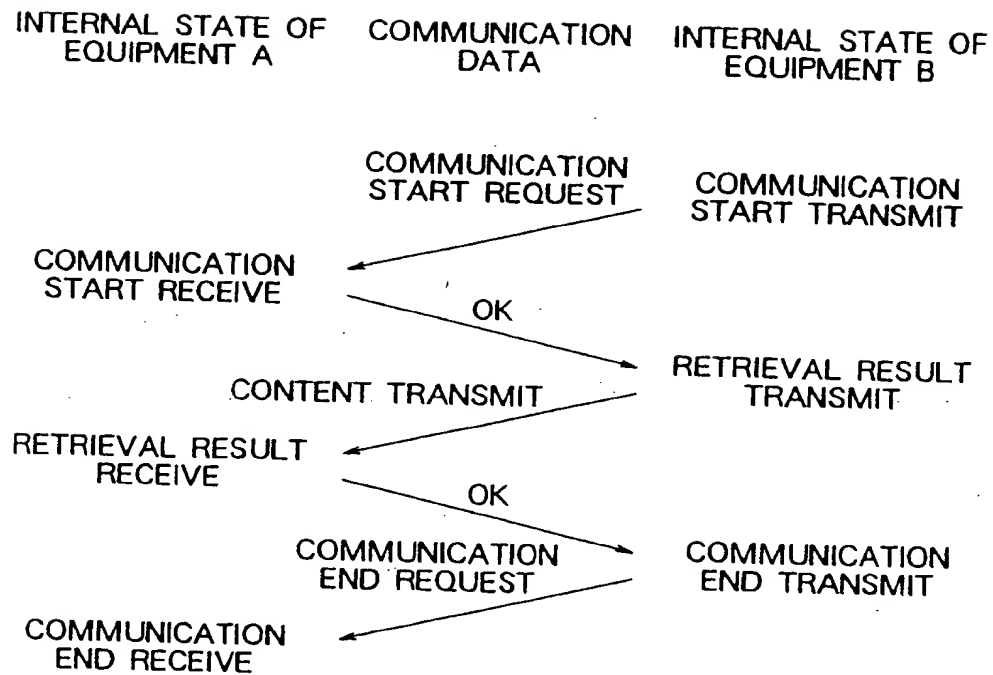 INTERNAL STATE OF
EQUIPMENT A
COMMUNICATION
DATA
INTERNAL STATE OF
EQUIPMENT B
COMMUNICATION
START REQUEST
COMMUNICATION
START TRANSMIT
COMMUNICATION
START RECEIVE
OK
RETRIEVAL RESULT
TRANSMIT
CONTENT TRANSMIT
RETRIEVAL RESULT
RECEIVE
OK
COMMUNICATION
END REQUEST
COMMUNICATION
END TRANSMIT
COMMUNICATION
END RECEIVE